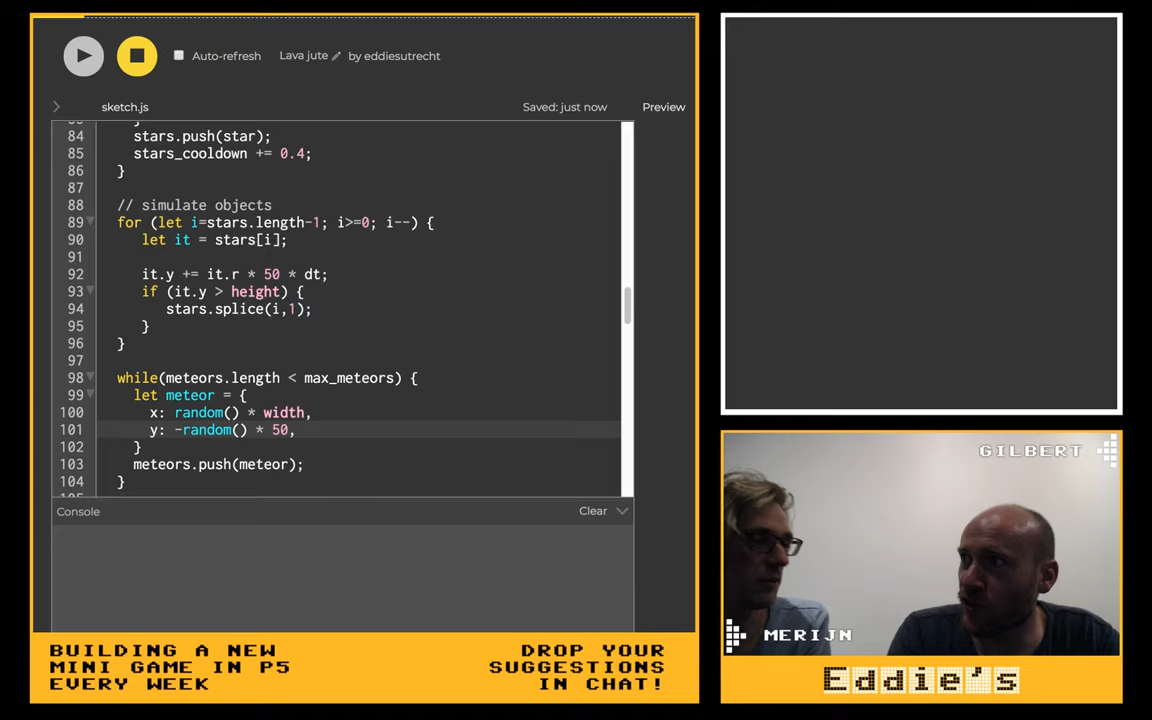 Auto-refresh Lava jute by eddiesutrecht
sketch.js Saved: just now Preview
84 stars.push(star);
85 stars_cooldown += 0.4;
86 }
87
88 // simulate objects
89 for (let i=stars.length-1; i>=0; i--) {
90 let it = stars[i];
91
92 it.y += it.r * 50 * dt;
93 if (it.y > height) {
94 stars.splice(i,1);
95 }
96 }
97
98 while(meteors.length < max_meteors) {
99 let meteor = {
100 x: random() * width,
101 y: -random() * 50,
102 }
103 meteors.push(meteor);
104 }
Console Clear
GILBERT
MERIJN
BUILDING A NEW
MINI GAME IN P5
EVERY WEEK
DROP YOUR
SUGGESTIONS
IN CHAT!
Eddie's